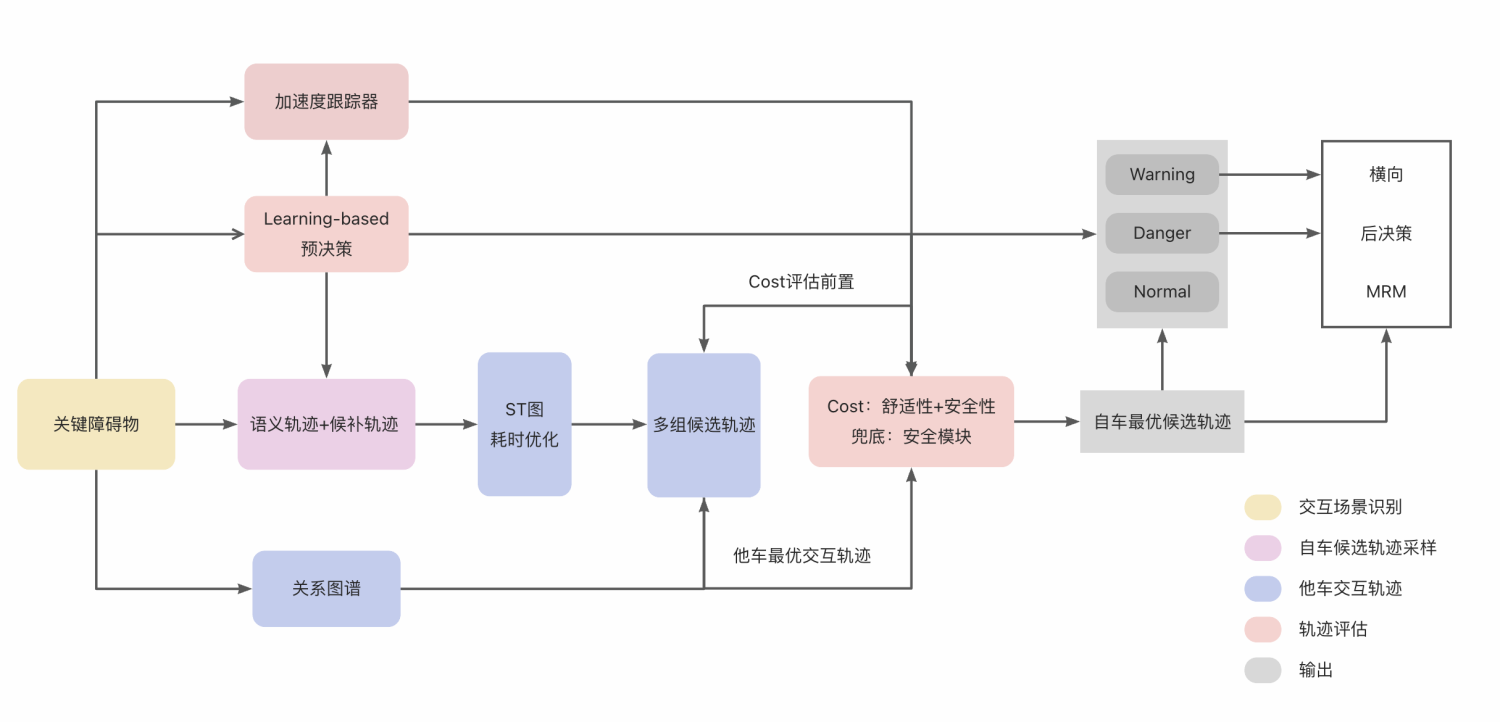 加速度跟踪器
Learning-based
预决策
Cost评估前置
Warning
Danger
Normal
横向
后决策
MRM
关键障碍物
语义轨迹+候补轨迹
ST图
耗时优化
多组候选轨迹
Cost：舒适性+安全性
兜底：安全模块
自车最优候选轨迹
他车最优交互轨迹
关系图谱
交互场景识别
自车候选轨迹采样
他车交互轨迹
轨迹评估
输出